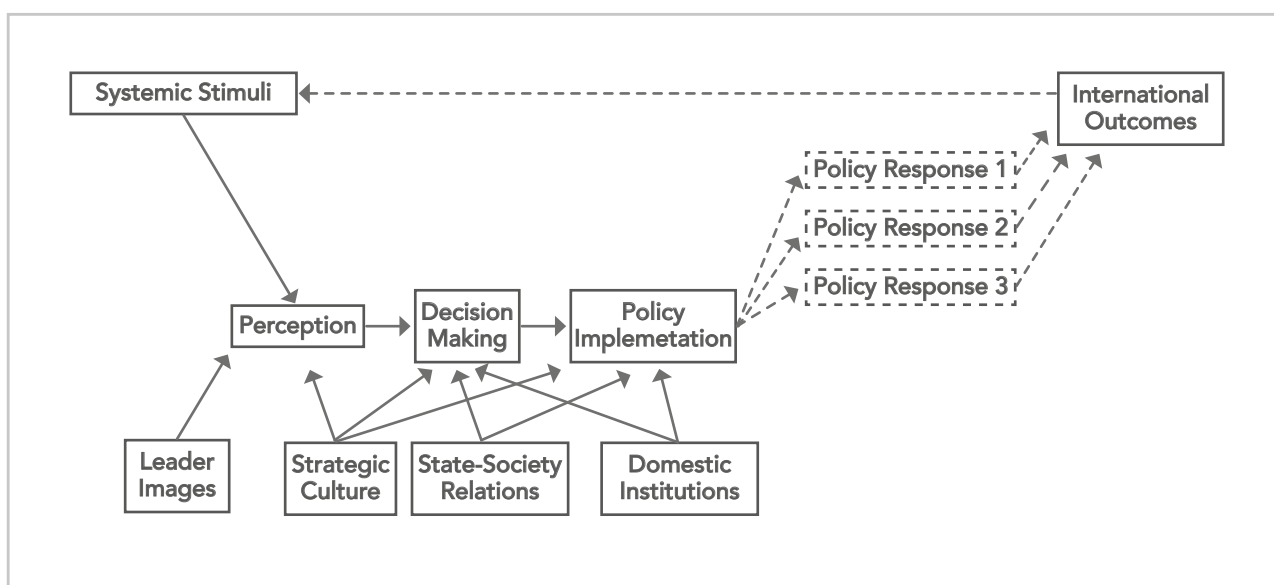 Systemic Stimuli
International
Outcomes
Policy Response 1
Policy Response 2
Policy Response 3
Perception
Decision
Making
Policy
Implemetation
Leader
Images
Strategic
Culture
State-Society
Relations
Domestic
Institutions